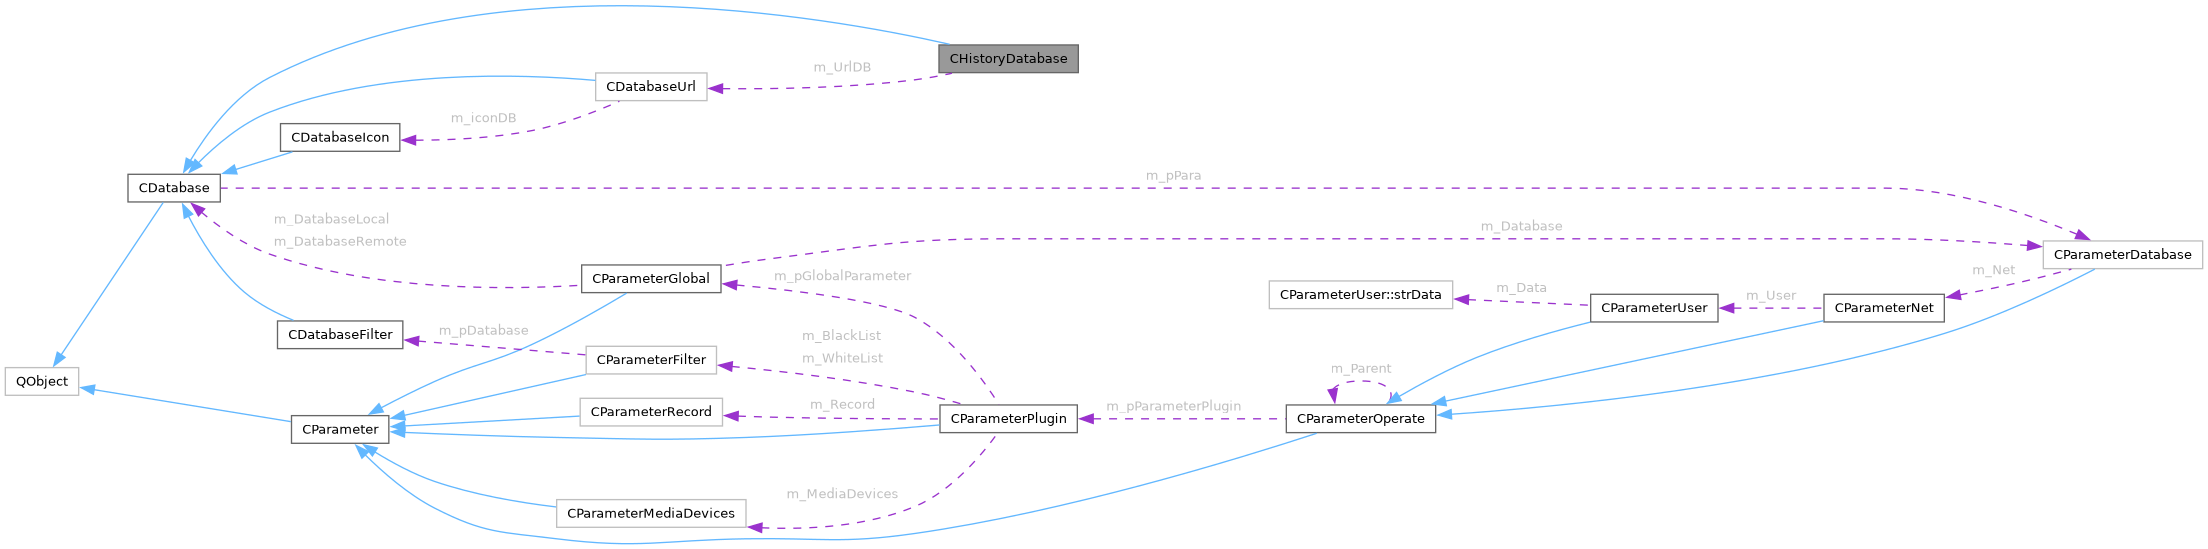 CHistoryDatabase
m_UrlDB
CDatabaseUrl
m_iconDB
CDatabaseIcon
m_pPara
CDatabase
m_DatabaseLocal
m_DatabaseRemote
m_Database
CParameterDatabase
CParameterGlobal
m_pGlobalParameter
m_Net
m_Data
m_User
CParameterUser::strData
CParameterUser
CParameterNet
m_pDatabase
CDatabaseFilter
m_BlackList
m_WhiteList
CParameterFilter
m_Parent
QObject
CParameterRecord
m_Record
m_pParameterPlugin
CParameter
CParameterPlugin
CParameterOperate
m_MediaDevices
CParameterMediaDevices